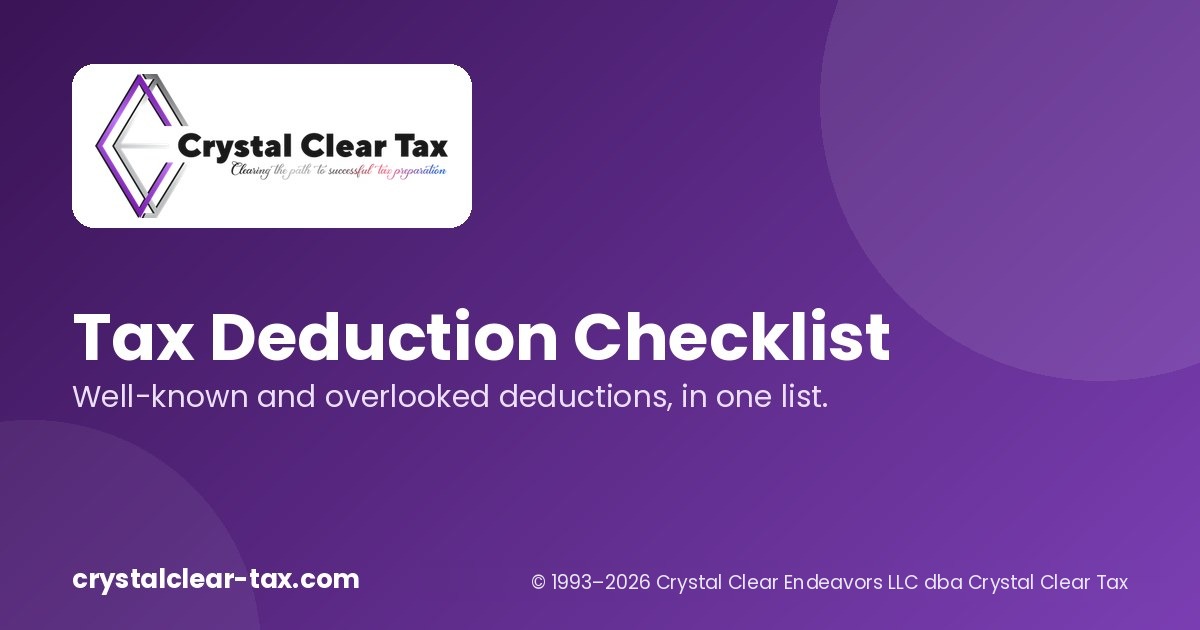 Crystal Clear Tax
Clearing the path to successful tax preparation
Tax Deduction Checklist
Well-known and overlooked deductions, in one list.
crystalclear-tax.com
© 1993–2026 Crystal Clear Endeavors LLC dba Crystal Clear Tax